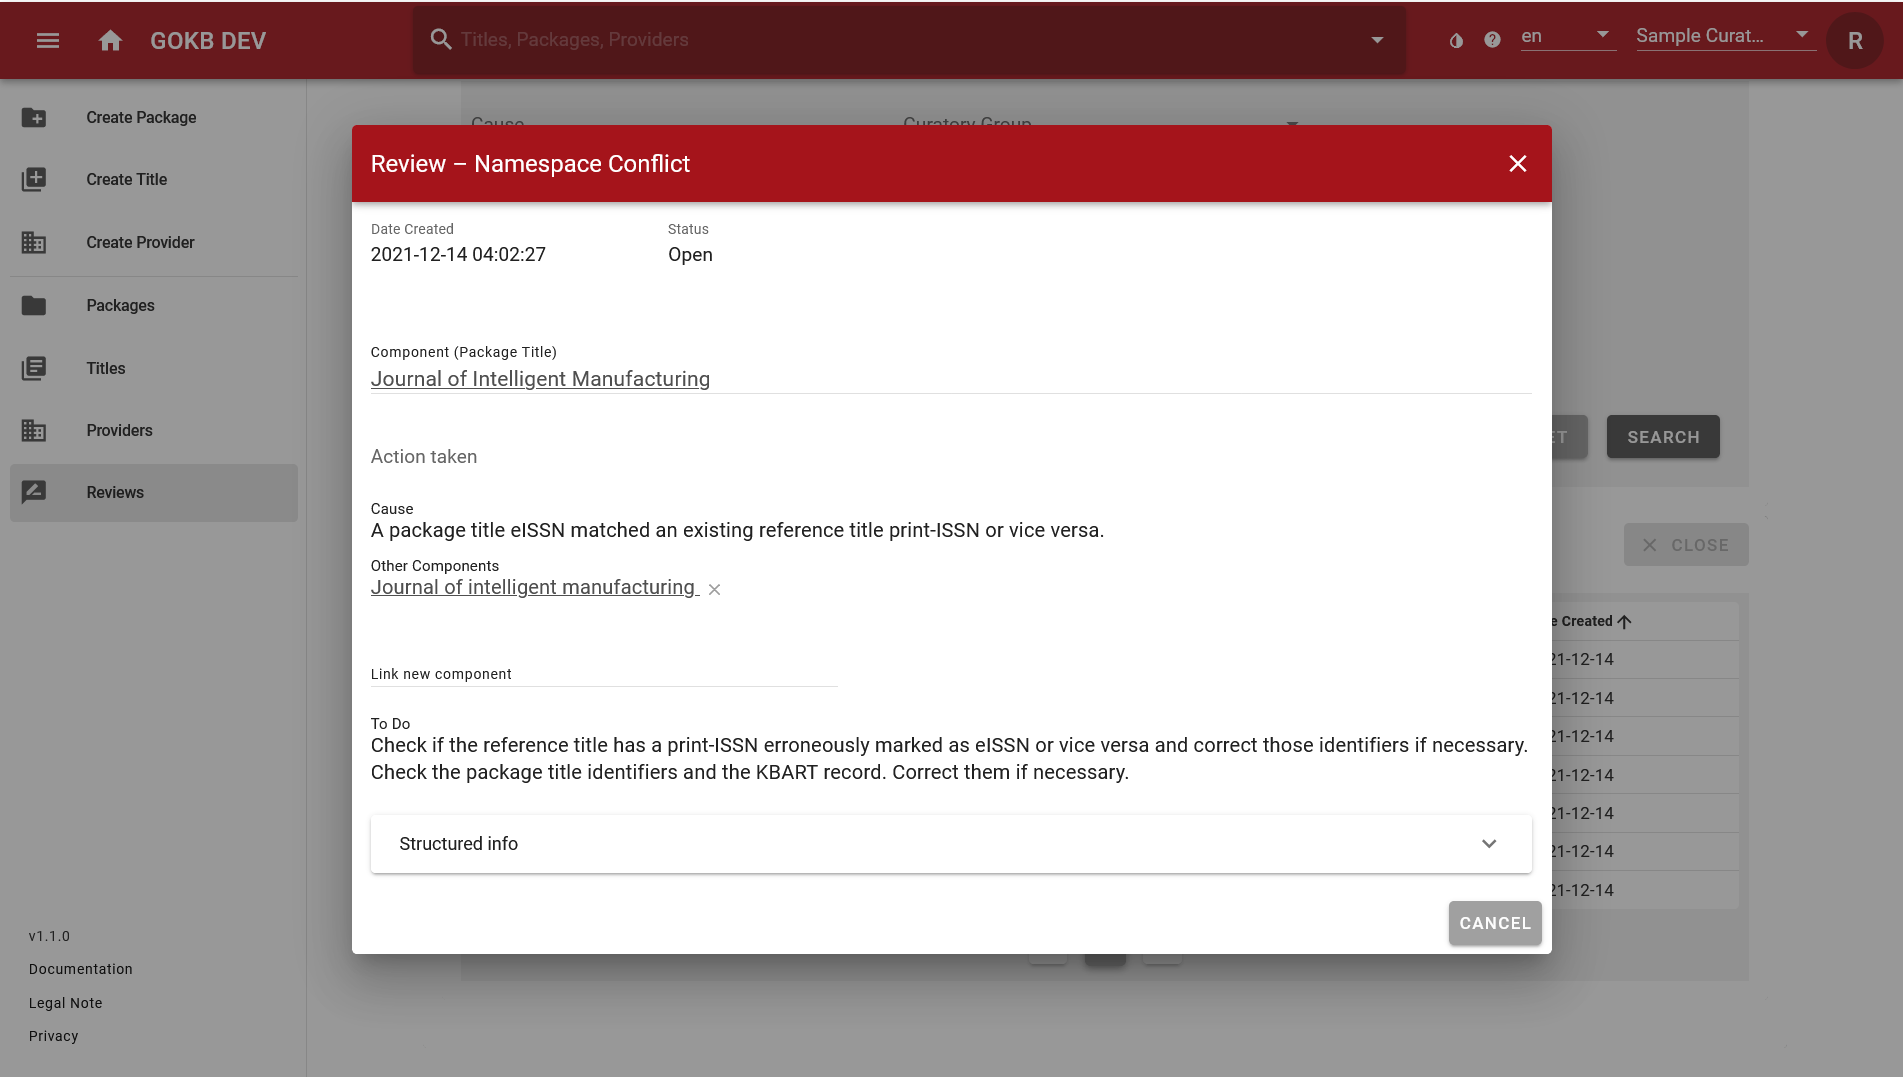 GOKB DEV
Titles, Packages, Providers
en
Sample Curat...
R
Create Package
Create Title
Create Provider
Packages
Titles
Providers
Reviews
v1.1.0
Documentation
Legal Note
Privacy
Cause
Curatory Group
Review – Namespace Conflict
Date Created
2021-12-14 04:02:27
Status
Open
Component (Package Title)
Journal of Intelligent Manufacturing
Action taken
Cause
A package title eISSN matched an existing reference title print-ISSN or vice versa.
Other Components
Journal of intelligent manufacturing
Link new component
To Do
Check if the reference title has a print-ISSN erroneously marked as eISSN or vice versa and correct those identifiers if necessary.
Check the package title identifiers and the KBART record. Correct them if necessary.
Structured info
CANCEL
ET
SEARCH
CLOSE
e Created
21-12-14
21-12-14
21-12-14
21-12-14
21-12-14
21-12-14
21-12-14